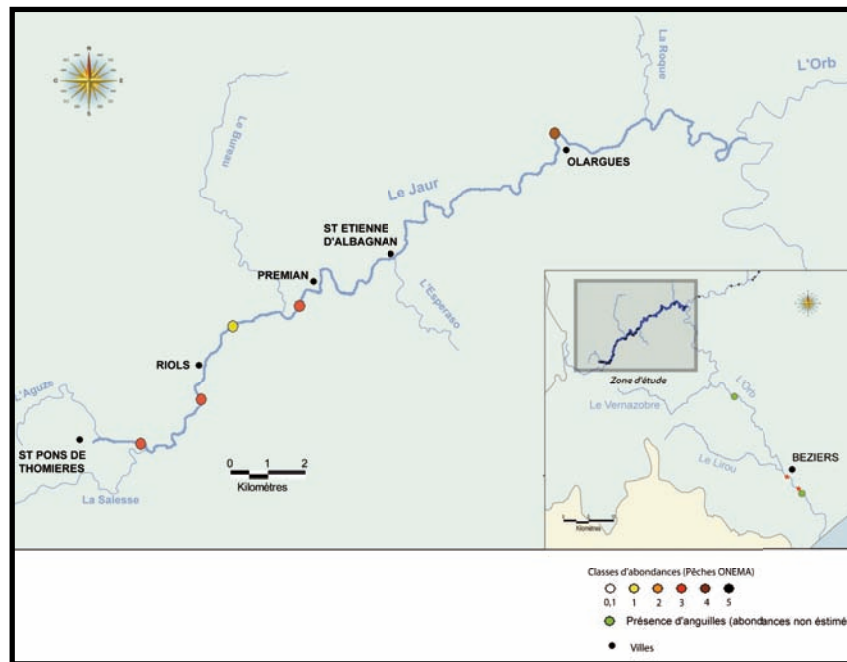 N
E
S
La Roque
L'Orb
Le Bureau
OLARGUES
Le Jaur
ST ETIENNE
D'ALBAGNAN
PREMIAN
L'Esperaso
RIOLS
Zone d'étude
L'Orb
Le Vernazobre
L'Aguze
ST PONS DE
THOMIERES
0 1 2
Kilomètres
BEZIERS
Le Lirou
La Salesse
Kilomètres
Classes d'abondances (Pêches ONEMA)
0,1 1 2 3 4 5
Présence d'anguilles (abondances non éstimé
Villes